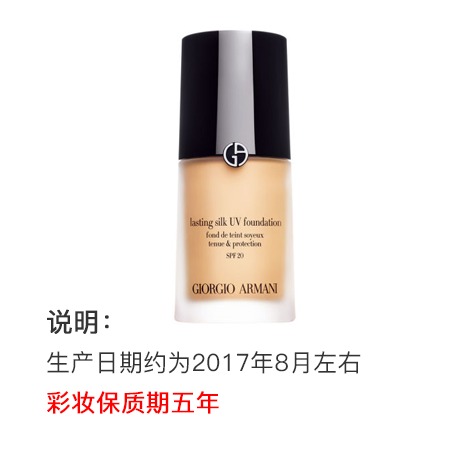 GA
lasting silk UV foundation
fond de teint soyeux
tenue & protection
SPF 20
GIORGIO ARMANI
说明：
生产日期约为2017年8月左右
彩妆保质期五年